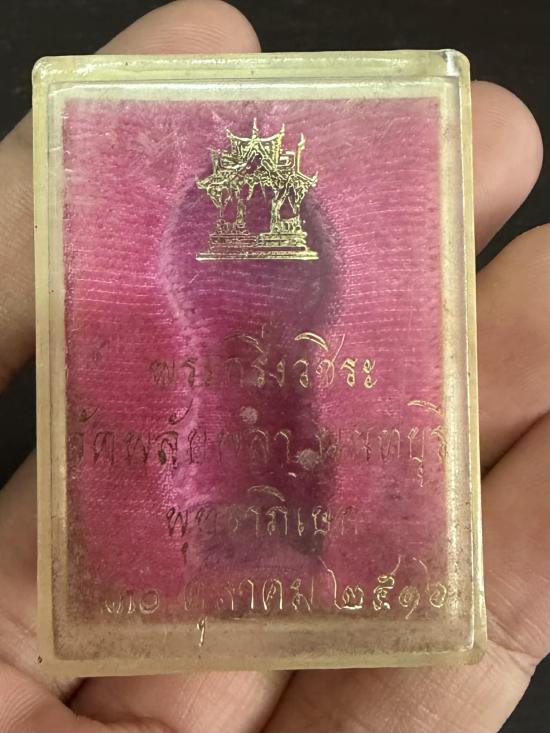 พระกริ่งวชิระ
วัดพลับพลา นนทบุรี
พุทธาภิเษก
๓๐ ตุลาคม ๒๕๑๖